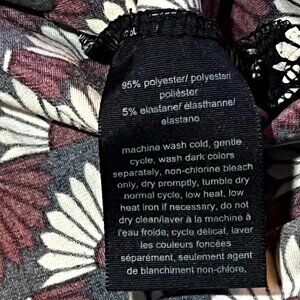 95% polyester/ polyester/
poliéster
5% elastane/ élasthanne/
elastano
machine wash cold, gentle
cycle, wash dark colors
separately, non-chlorine bleach
only, dry promptly, tumble dry
normal cycle, low heat, low
heat iron if necessary, do not
dry clean/laver à la machine à
l'eau froide, cycle délicat, laver
les couleurs foncées
séparément, seulement agent
de blanchiment non-chlore,